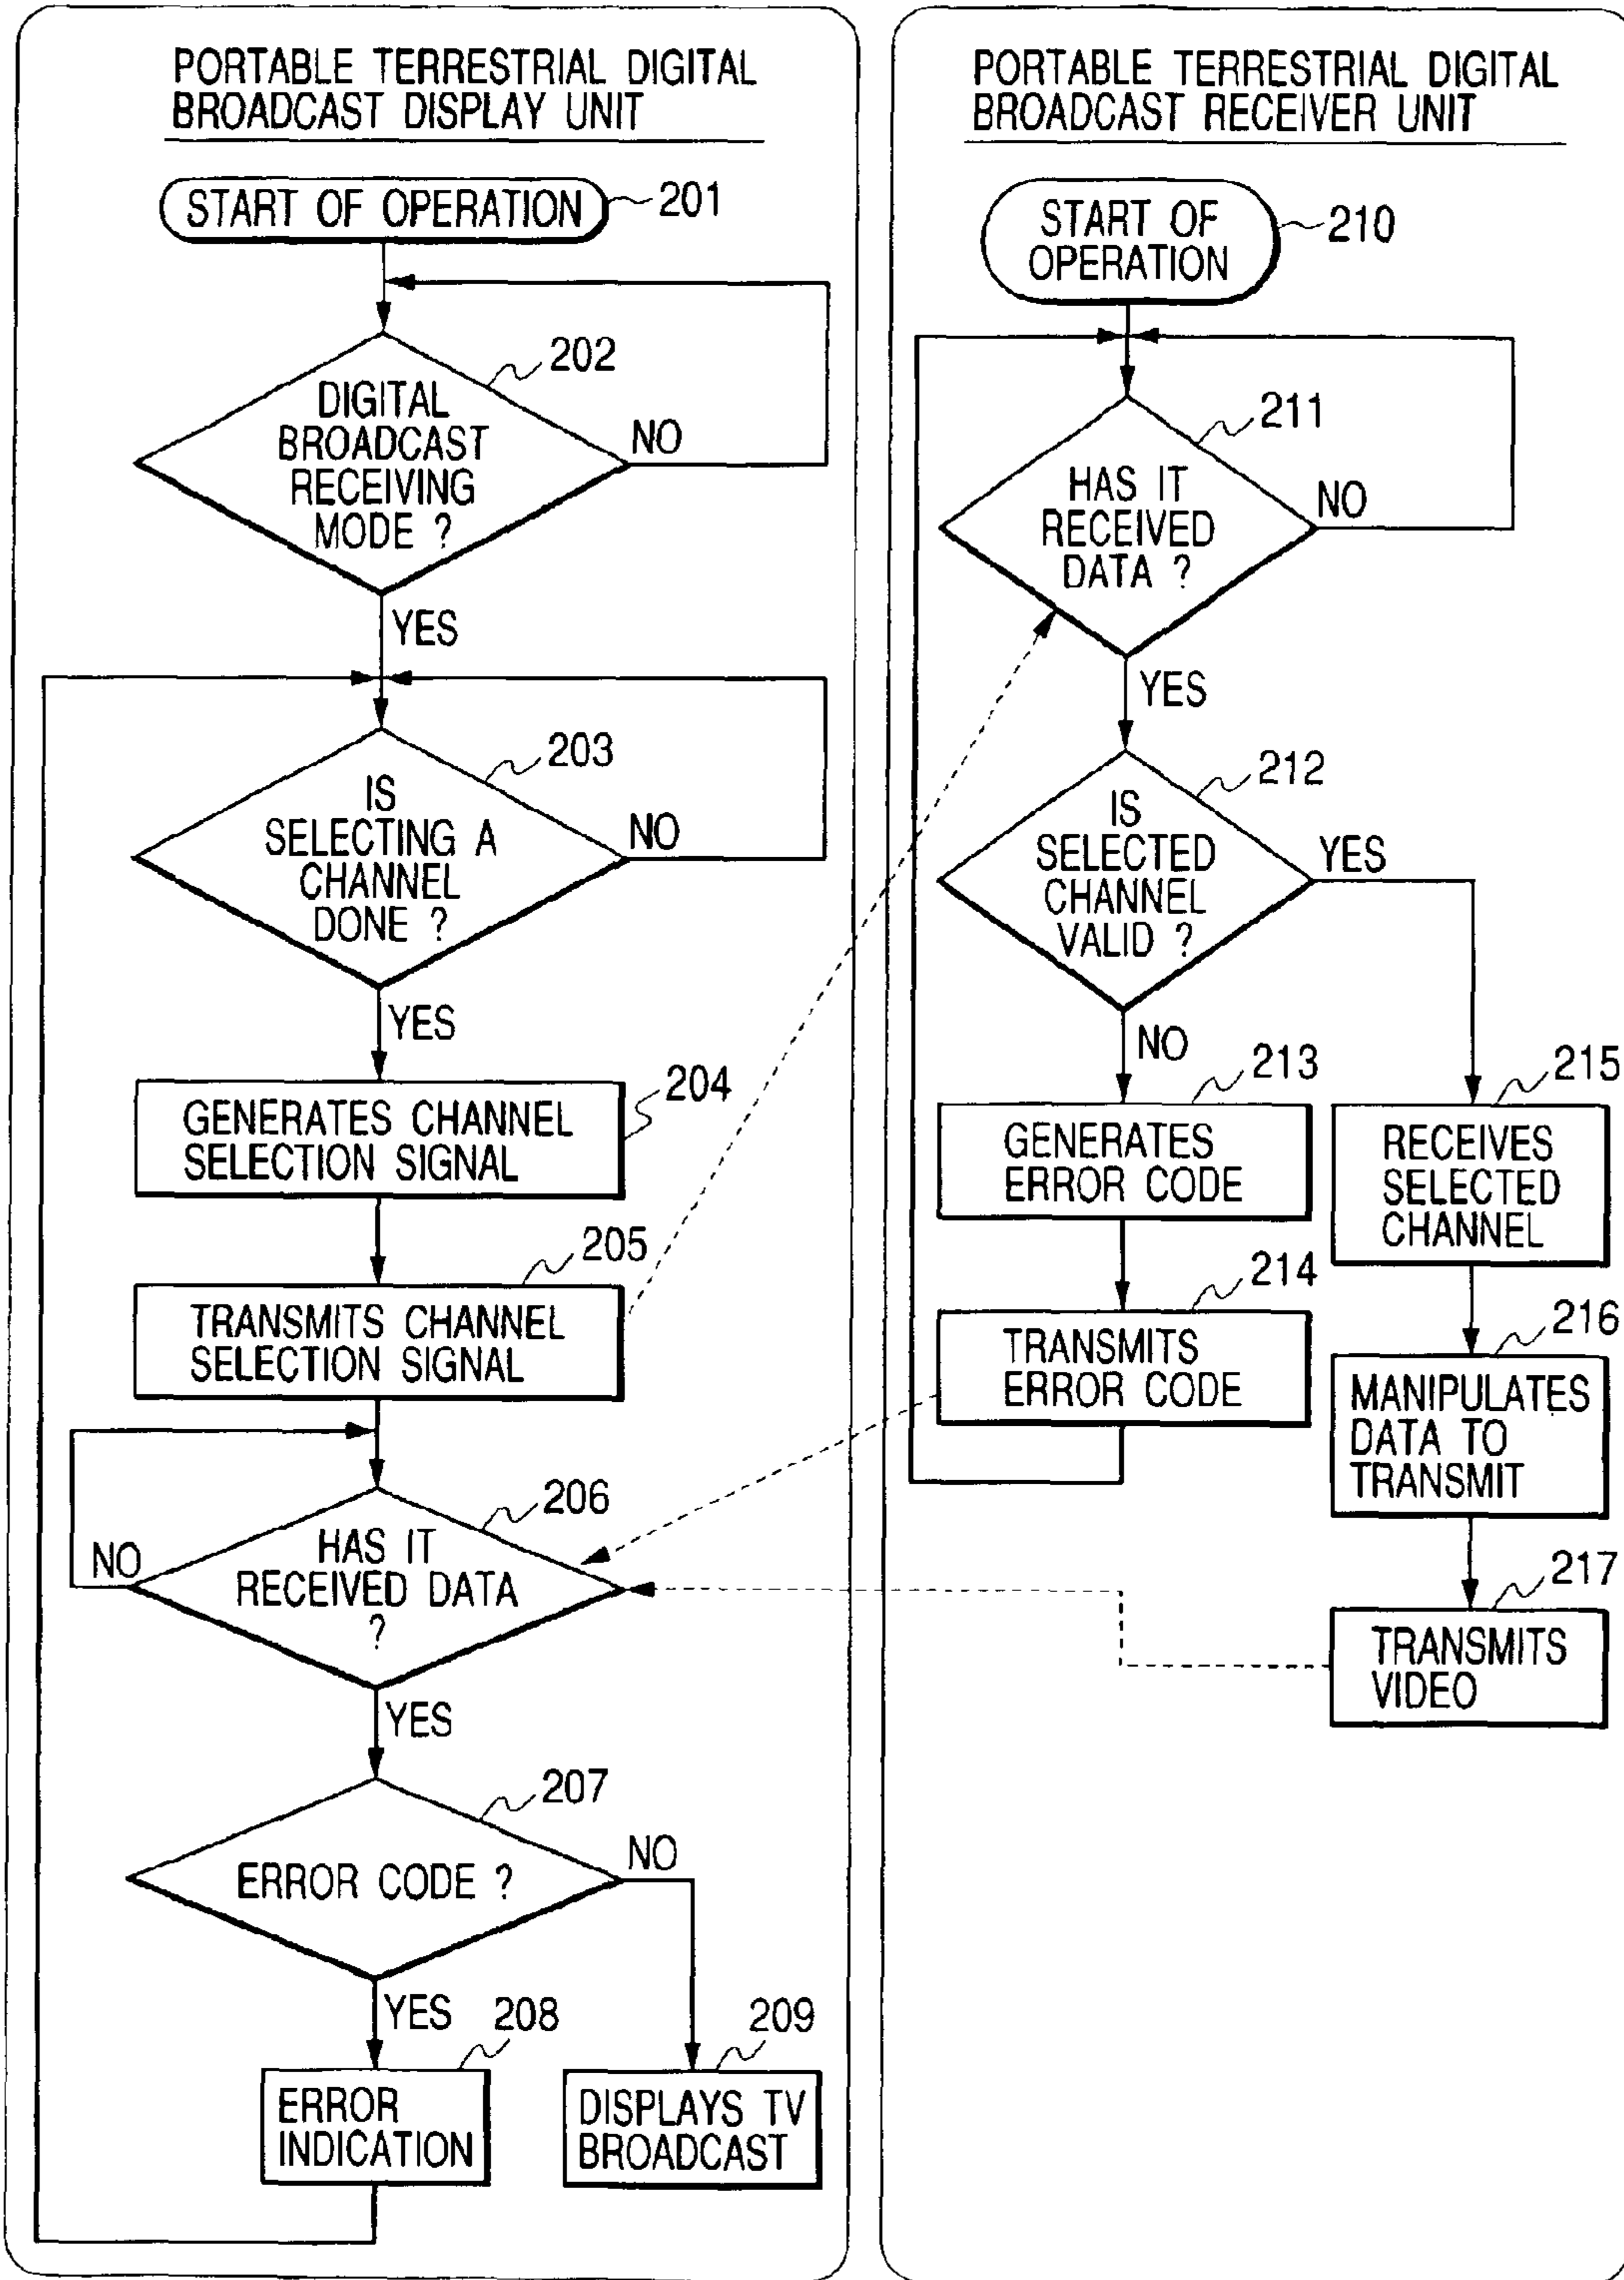 PORTABLE TERRESTRIAL DIGITAL
BROADCAST DISPLAY UNIT
START OF OPERATION
201
202
DIGITAL
BROADCAST
RECEIVING
MODE ?
NO
YES
203
IS
SELECTING A
CHANNEL
DONE ?
NO
YES
204
GENERATES CHANNEL
SELECTION SIGNAL
205
TRANSMITS CHANNEL
SELECTION SIGNAL
206
HAS IT
RECEIVED DATA
?
NO
YES
207
ERROR CODE ?
NO
YES
208
ERROR
INDICATION
209
DISPLAYS TV
BROADCAST
PORTABLE TERRESTRIAL DIGITAL
BROADCAST RECEIVER UNIT
START OF
OPERATION
210
211
HAS IT
RECEIVED
DATA ?
NO
YES
212
IS
SELECTED
CHANNEL
VALID ?
YES
NO
213
GENERATES
ERROR CODE
214
TRANSMITS
ERROR CODE
215
RECEIVES
SELECTED
CHANNEL
216
MANIPULATES
DATA TO
TRANSMIT
217
TRANSMITS
VIDEO